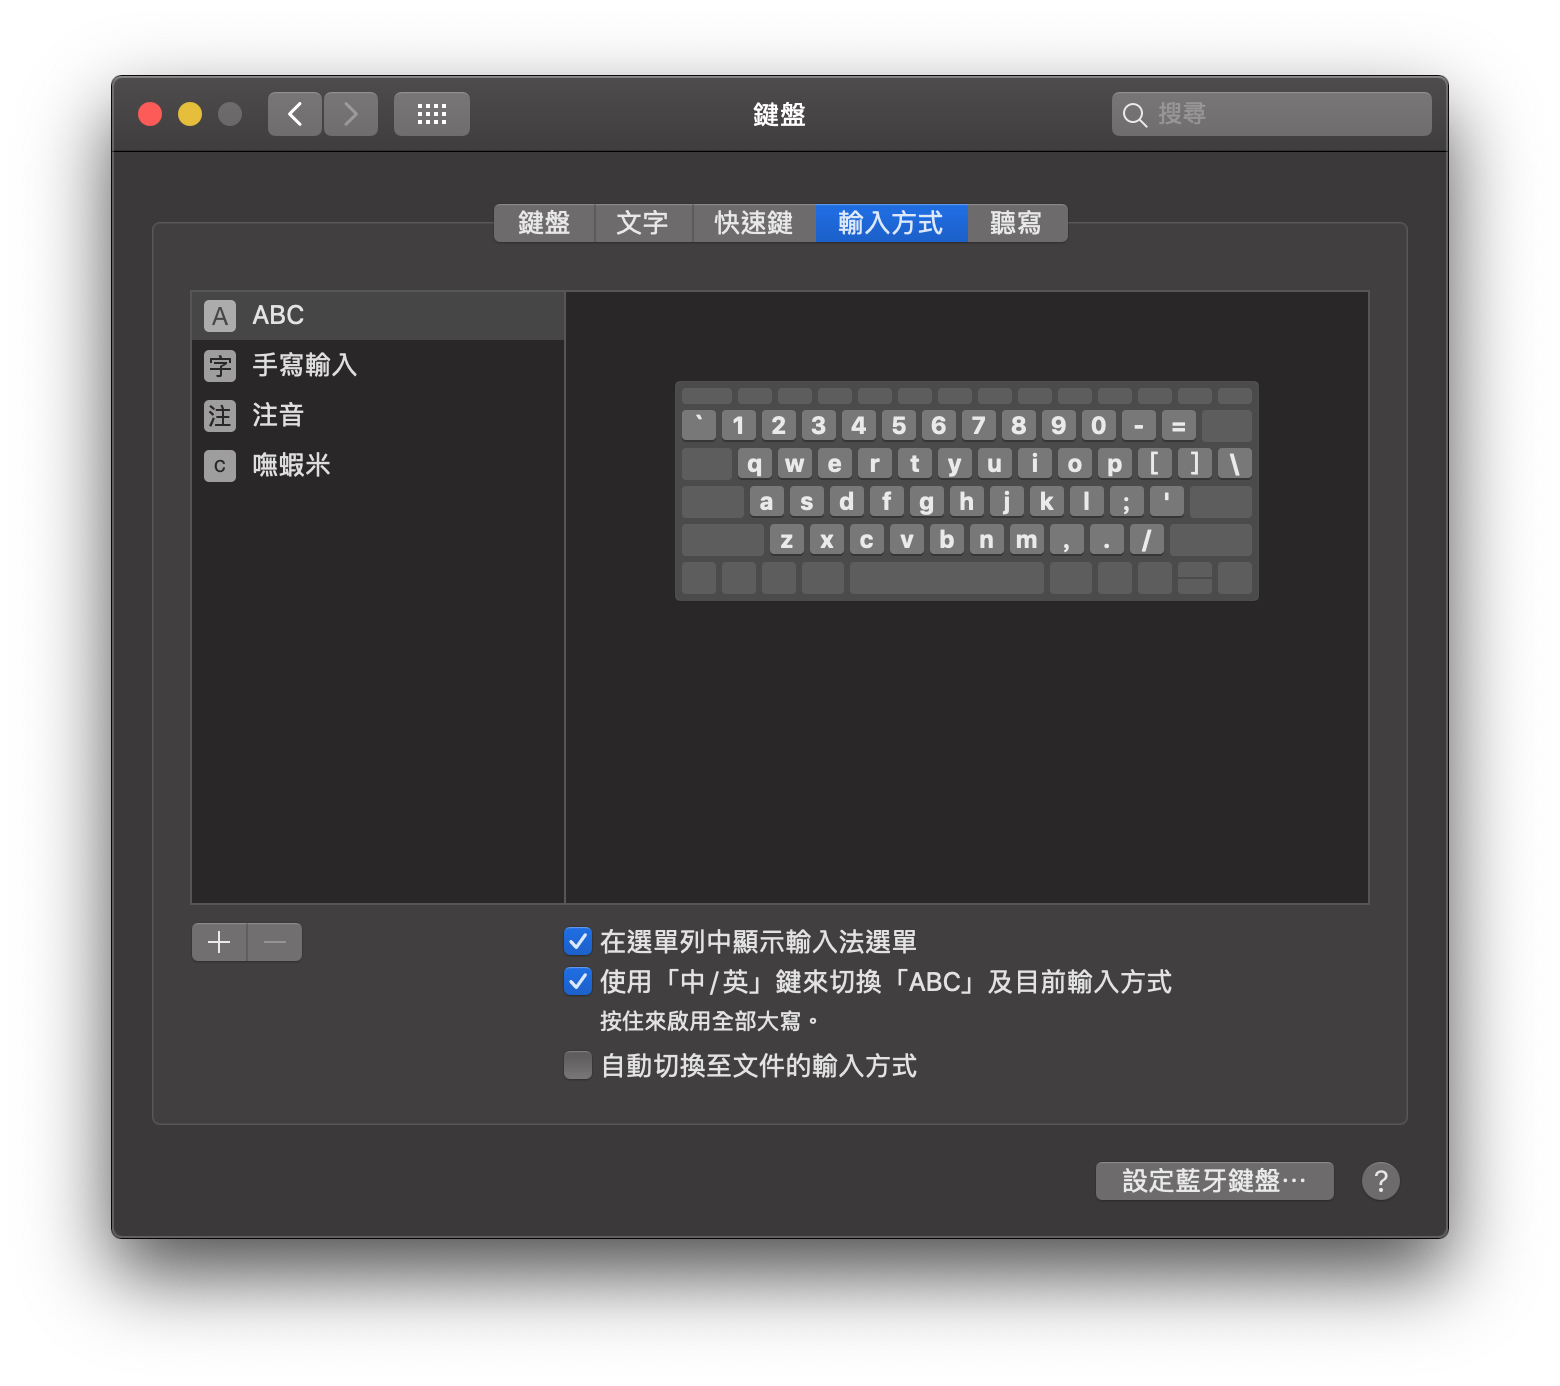 鍵盤
搜尋
鍵盤 文字 快速鍵 輸入方式 聽寫
A ABC
字 手寫輸入
注 注音
C 嘸蝦米
` 1 2 3 4 5 6 7 8 9 0 - =
q w e r t y u i o p [ ] \
a s d f g h j k l ; '
z x c v b n m , . /
在選單列中顯示輸入法選單
使用「中/英」鍵來切換「ABC」及目前輸入方式
按住來啟用全部大寫。
自動切換至文件的輸入方式
設定藍牙鍵盤⋯
?